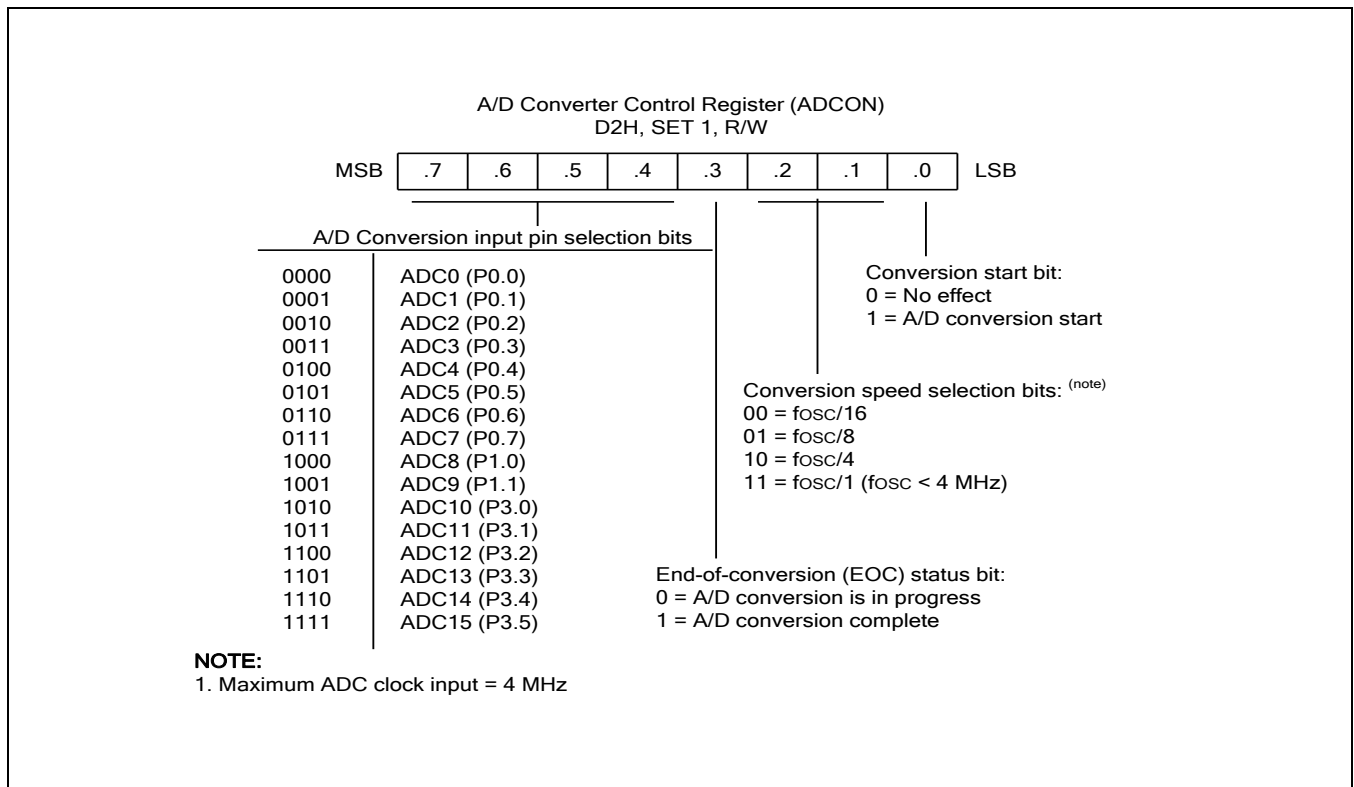 A/D Converter Control Register (ADCON)
D2H, SET 1, R/W
MSB .7 .6 .5 .4 .3 .2 .1 .0 LSB
A/D Conversion input pin selection bits
0000 ADC0 (P0.0)
0001 ADC1 (P0.1)
0010 ADC2 (P0.2)
0011 ADC3 (P0.3)
0100 ADC4 (P0.4)
0101 ADC5 (P0.5)
0110 ADC6 (P0.6)
0111 ADC7 (P0.7)
1000 ADC8 (P1.0)
1001 ADC9 (P1.1)
1010 ADC10 (P3.0)
1011 ADC11 (P3.1)
1100 ADC12 (P3.2)
1101 ADC13 (P3.3)
1110 ADC14 (P3.4)
1111 ADC15 (P3.5)
Conversion start bit:
0 = No effect
1 = A/D conversion start
Conversion speed selection bits: (note)
00 = fosc/16
01 = fosc/8
10 = fosc/4
11 = fosc/1 (fosc < 4 MHz)
End-of-conversion (EOC) status bit:
0 = A/D conversion is in progress
1 = A/D conversion complete
NOTE:
1. Maximum ADC clock input = 4 MHz